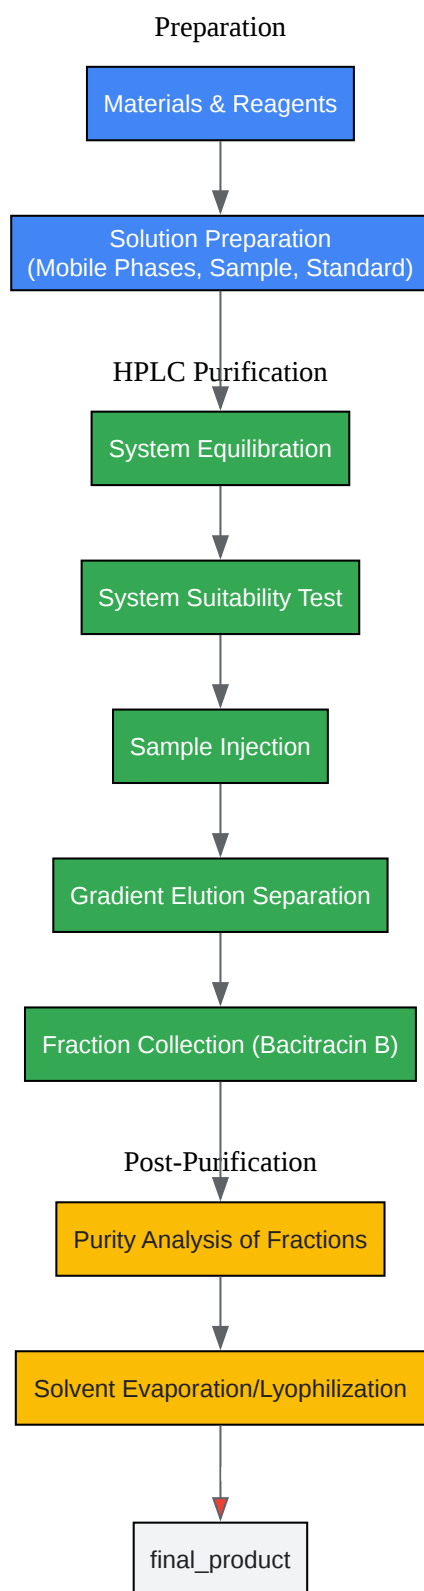 Preparation
Materials & Reagents
Solution Preparation
(Mobile Phases, Sample, Standard)
HPLC Purification
System Equilibration
System Suitability Test
Sample Injection
Gradient Elution Separation
Fraction Collection (Bacitracin B)
Post-Purification
Purity Analysis of Fractions
Solvent Evaporation/Lyophilization
final_product